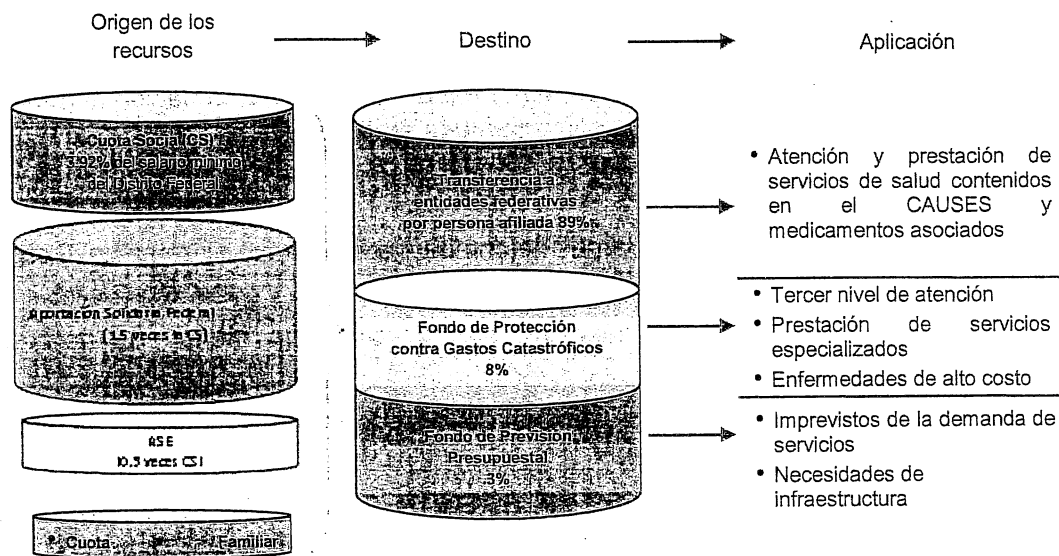 Origen de los
recursos
Destino
Aplicación
Cuota Social (CS)
3.92% del salario mínimo
del Distito Federal
Aportación Solidaria Federal
(1.5 veces la CS)
ASE
(0.5 veces CS)
Cuota Familiar
Transferencia a
entidades federativas
por persona afiliada 89%
Fondo de Protección
contra Gastos Catastróficos
8%
Fondo de Previsión
Presupuestal
3%
• Atención y prestación de
servicios de salud contenidos
en el CAUSES y
medicamentos asociados
• Tercer nivel de atención
• Prestación de servicios
especializados
• Enfermedades de alto costo
• Imprevistos de la demanda de
servicios
• Necesidades de
infraestructura